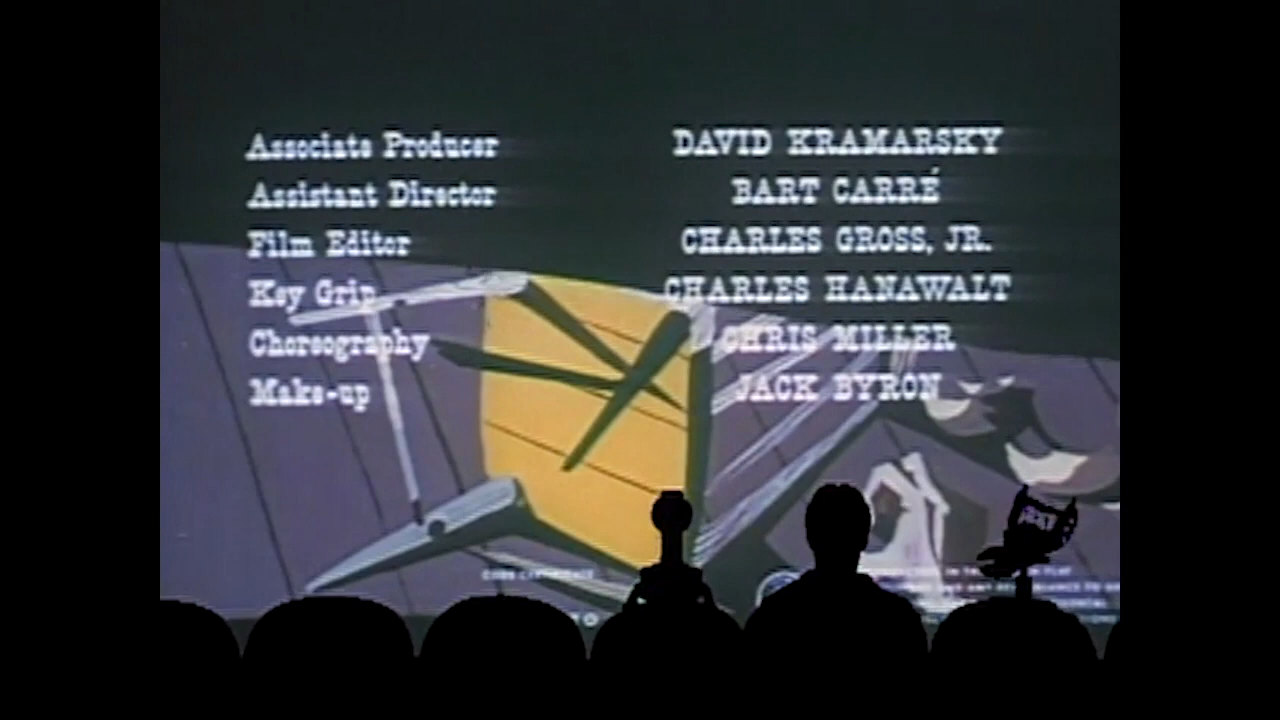 Associate Producer DAVID KRAMARSKY
Assistant Director BART CARRÉ
Film Editor CHARLES GROSS, JR.
Key Grip CHARLES HANAWALT
Choreography CHRIS MILLER
Make-up JACK BYRON